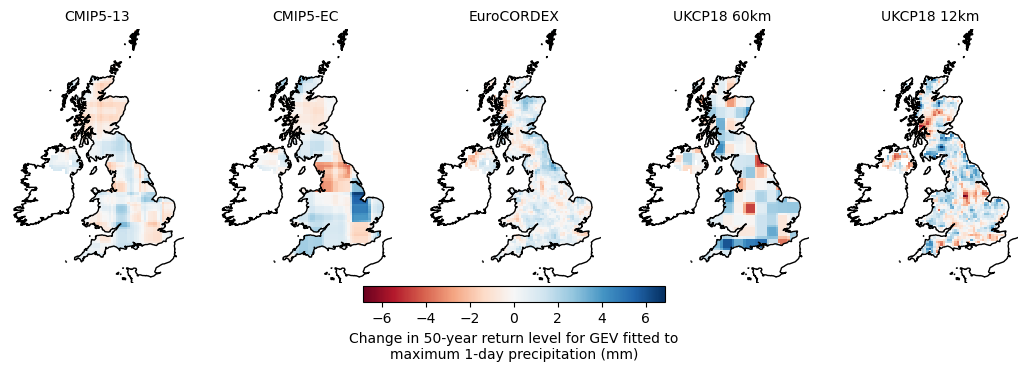 CMIP5-13 CMIP5-EC EuroCORDEX UKCP18 60km UKCP18 12km
−6 −4 −2 0 2 4 6
Change in 50-year return level for GEV fitted to
maximum 1-day precipitation (mm)